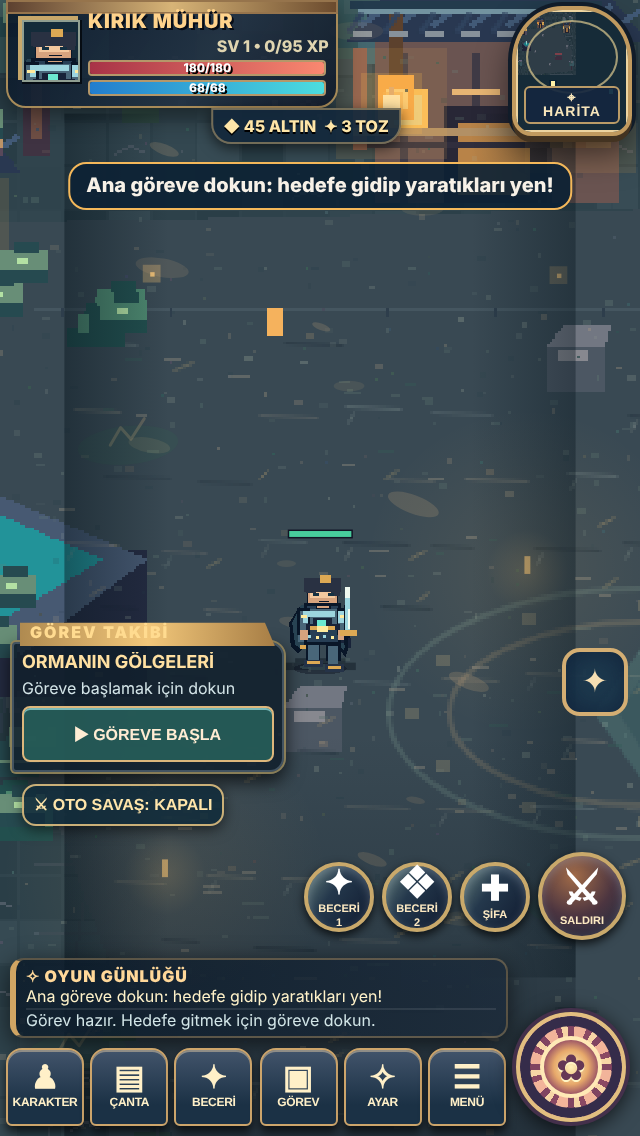 KIRIK MÜHÜR
SV 1 • 0/95 XP
180/180
68/68
HARİTA
45 ALTIN 3 TOZ
Ana göreve dokun: hedefe gidip yaratıkları yen!
GÖREV TAKİBİ
ORMANIN GÖLGELERİ
Göreve başlamak için dokun
GÖREVE BAŞLA
OTO SAVAŞ: KAPALI
BECERİ
1
BECERİ
2
ŞİFA
SALDIRI
OYUN GÜNLÜĞÜ
Ana göreve dokun: hedefe gidip yaratıkları yen!
Görev hazır. Hedefe gitmek için göreve dokun.
KARAKTER
ÇANTA
BECERİ
GÖREV
AYAR
MENÜ